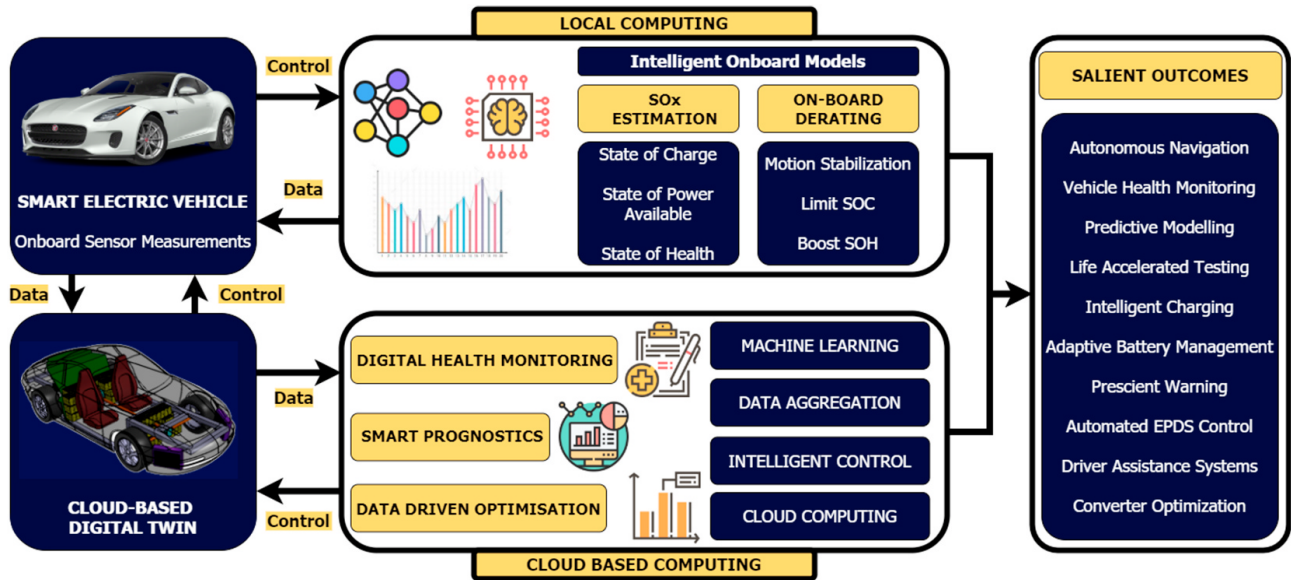 LOCAL COMPUTING
Control
Data
SMART ELECTRIC VEHICLE
Onboard Sensor Measurements
Intelligent Onboard Models
SOx
ESTIMATION
State of Charge
State of Power
Available
State of Health
ON-BOARD
DERATING
Motion Stabilization
Limit SOC
Boost SOH
Data
Control
CLOUD-BASED
DIGITAL TWIN
Data
Control
DIGITAL HEALTH MONITORING
SMART PROGNOSTICS
DATA DRIVEN OPTIMISATION
MACHINE LEARNING
DATA AGGREGATION
INTELLIGENT CONTROL
CLOUD COMPUTING
CLOUD BASED COMPUTING
SALIENT OUTCOMES
Autonomous Navigation
Vehicle Health Monitoring
Predictive Modelling
Life Accelerated Testing
Intelligent Charging
Adaptive Battery Management
Prescient Warning
Automated EPDS Control
Driver Assistance Systems
Converter Optimization